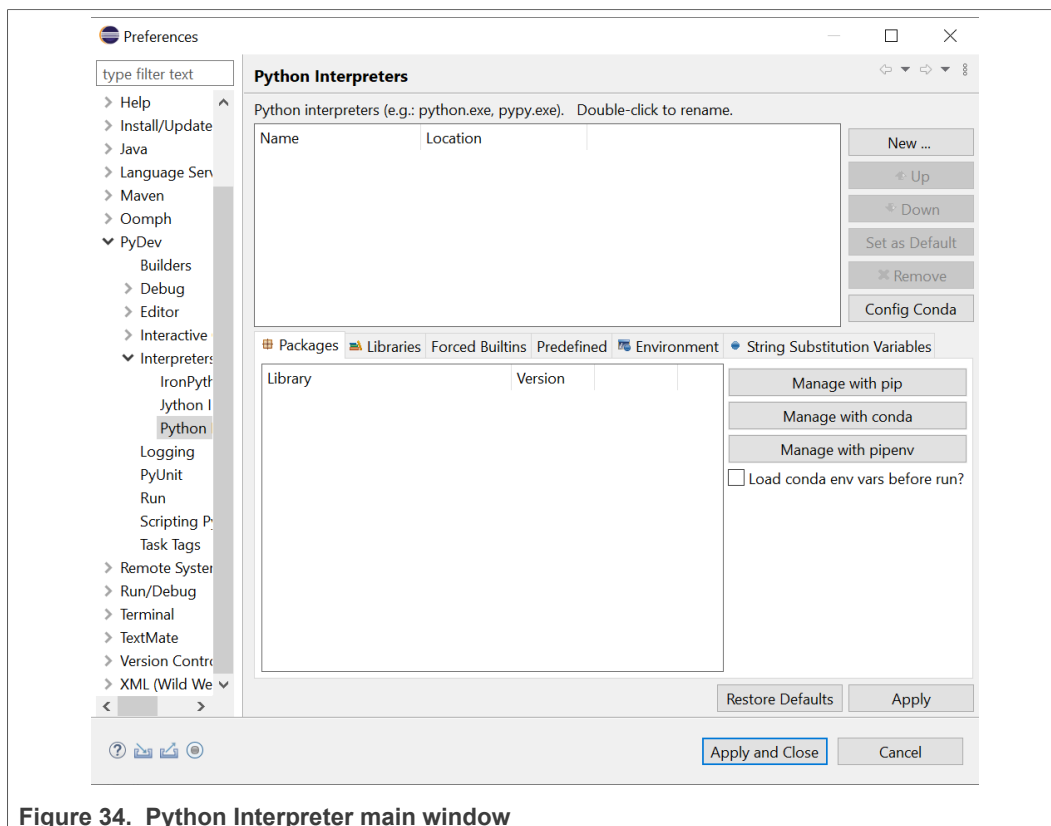 Preferences
type filter text
Python Interpreters
Help
Install/Update
Java
Language Serv
Maven
Oomph
PyDev
Builders
Debug
Editor
Interactive
Interpreters
IronPyth
Jython I
Python
Logging
PyUnit
Run
Scripting Py
Task Tags
Remote System
Run/Debug
Terminal
TextMate
Version Contro
XML (Wild We
Python interpreters (e.g.: python.exe, pypy.exe). Double-click to rename.
Name Location
New ...
Up
Down
Set as Default
Remove
Config Conda
Packages Libraries Forced Builtins Predefined Environment String Substitution Variables
Library Version
Manage with pip
Manage with conda
Manage with pipenv
Load conda env vars before run?
Restore Defaults Apply
Apply and Close Cancel
Figure 34. Python Interpreter main window